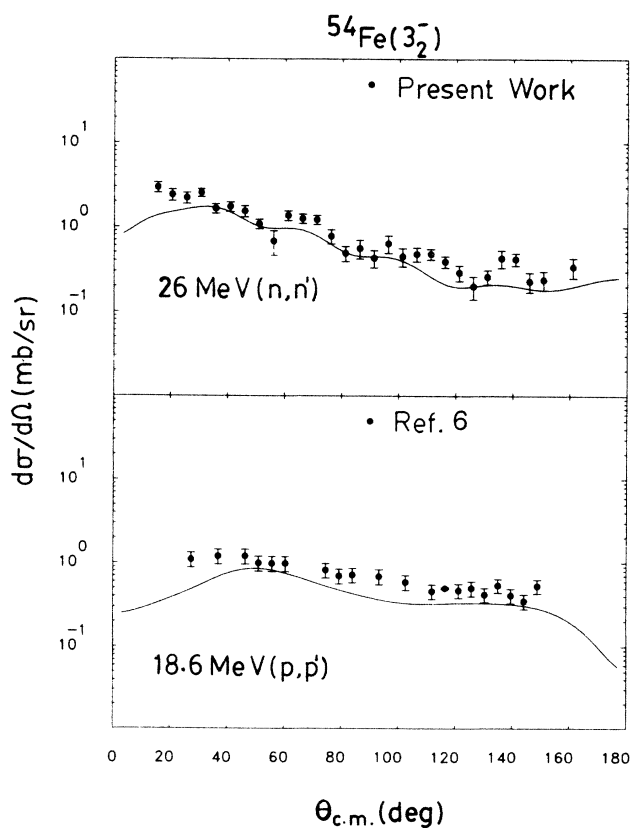 ⁵⁴Fe(3₂⁻)
• Present Work
10¹
10⁰
10⁻¹
26 MeV (n,n')
dσ/dΩ (mb/sr)
• Ref. 6
10¹
10⁰
10⁻¹
18.6 MeV (p,p')
0 20 40 60 80 100 120 140 160 180
θc.m.(deg)